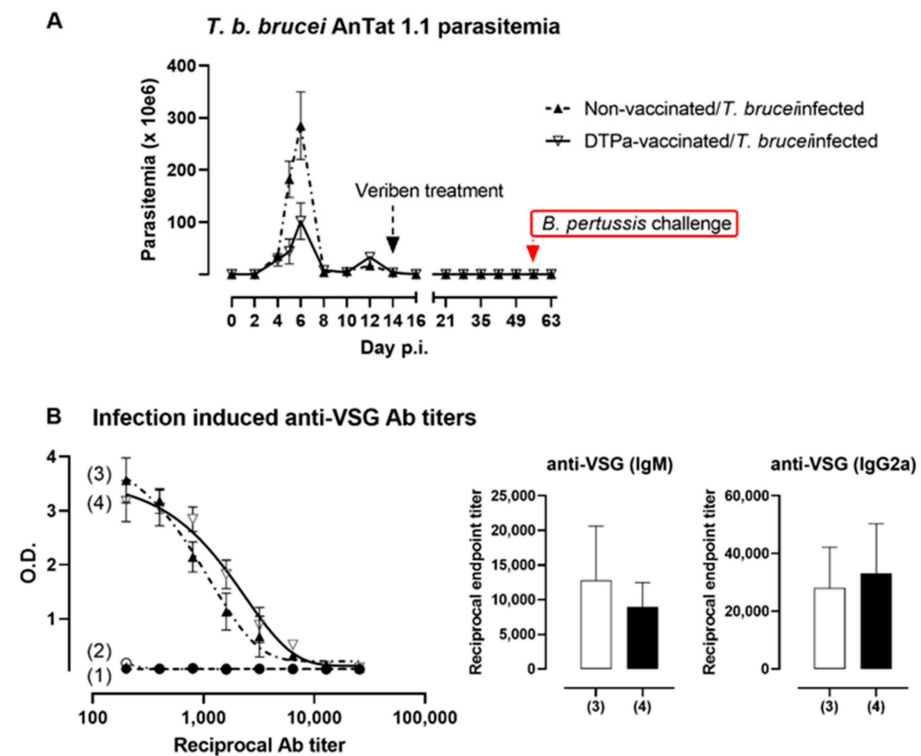 A
T. b. brucei AnTat 1.1 parasitemia
Parasitemia (x 10e6)
400
300
200
100
Non-vaccinated/T. bruceiinfected
DTPa-vaccinated/T. bruceiinfected
Veriben treatment
B. pertussis challenge
0 2 4 6 8 10 12 14 16 21 35 49 63
Day p.i.
B Infection induced anti-VSG Ab titers
O.D.
4
3
2
1
(3)
(4)
(2)
(1)
100 1,000 10,000 100,000
Reciprocal Ab titer
anti-VSG (IgM)
Reciprocal endpoint titer
25,000
20,000
15,000
10,000
5,000
0
(3) (4)
anti-VSG (IgG2a)
Reciprocal endpoint titer
60,000
40,000
20,000
0
(3) (4)